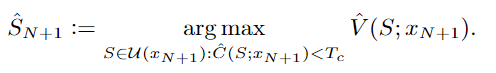 Ŝ_{N+1} := arg max_{S∈𝒰(x_{N+1}):Ĉ(S;x_{N+1})<T_c} V̂(S; x_{N+1}).